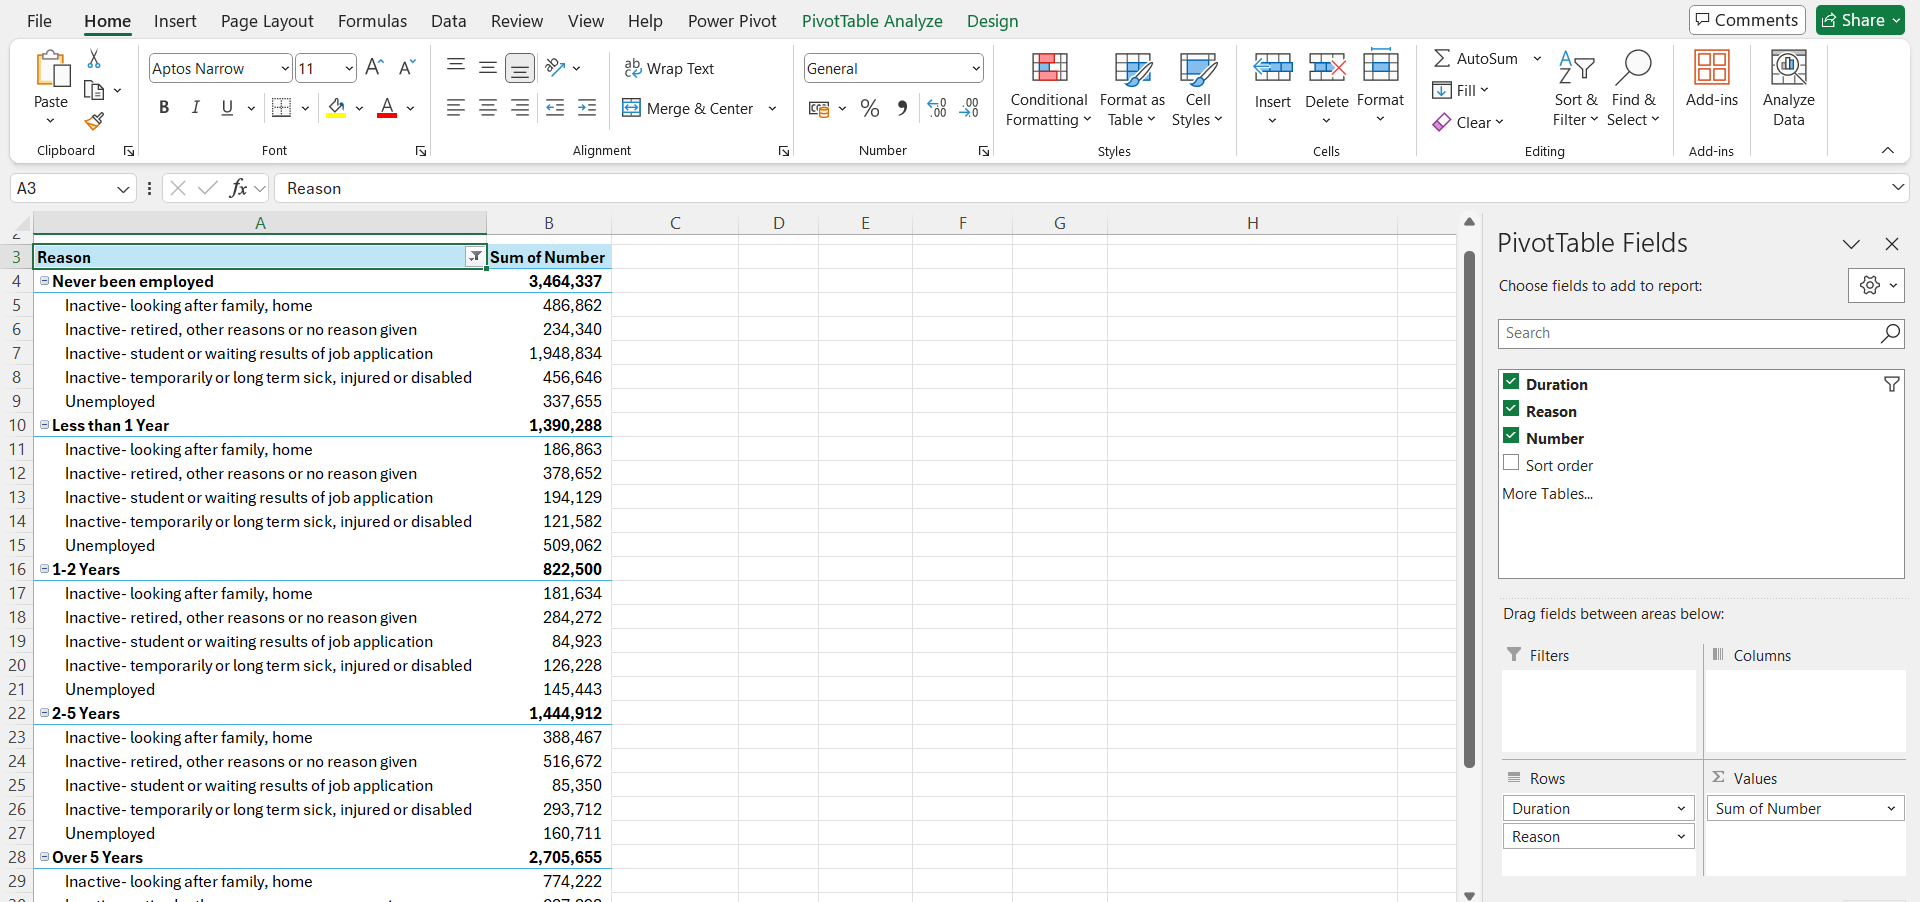 File Home Insert Page Layout Formulas Data Review View Help Power Pivot PivotTable Analyze Design Comments Share
Paste
Clipboard
Aptos Narrow 11
B I U
Font
Wrap Text
Merge & Center
Alignment
General
Number
Conditional Formatting
Format as Table
Cell Styles
Styles
Insert Delete Format
Cells
AutoSum
Fill
Clear
Sort & Filter
Find & Select
Editing
Add-ins
Add-ins
Analyze Data
A3 fx Reason
A B C D E F G H
3 Reason Sum of Number
4 Never been employed 3,464,337
5 Inactive- looking after family, home 486,862
6 Inactive- retired, other reasons or no reason given 234,340
7 Inactive- student or waiting results of job application 1,948,834
8 Inactive- temporarily or long term sick, injured or disabled 456,646
9 Unemployed 337,655
10 Less than 1 Year 1,390,288
11 Inactive- looking after family, home 186,863
12 Inactive- retired, other reasons or no reason given 378,652
13 Inactive- student or waiting results of job application 194,129
14 Inactive- temporarily or long term sick, injured or disabled 121,582
15 Unemployed 509,062
16 1-2 Years 822,500
17 Inactive- looking after family, home 181,634
18 Inactive- retired, other reasons or no reason given 284,272
19 Inactive- student or waiting results of job application 84,923
20 Inactive- temporarily or long term sick, injured or disabled 126,228
21 Unemployed 145,443
22 2-5 Years 1,444,912
23 Inactive- looking after family, home 388,467
24 Inactive- retired, other reasons or no reason given 516,672
25 Inactive- student or waiting results of job application 85,350
26 Inactive- temporarily or long term sick, injured or disabled 293,712
27 Unemployed 160,711
28 Over 5 Years 2,705,655
29 Inactive- looking after family, home 774,222
PivotTable Fields
Choose fields to add to report:
Search
Duration
Reason
Number
Sort order
More Tables...
Drag fields between areas below:
Filters
Columns
Rows
Duration
Reason
Values
Sum of Number